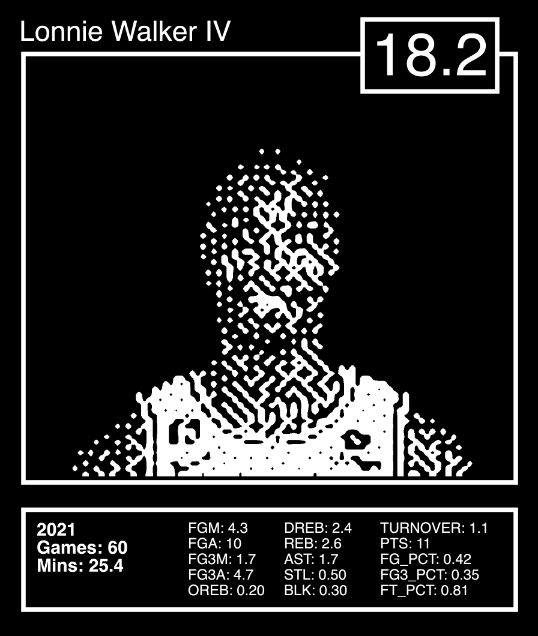 Lonnie Walker IV
18.2
2021
Games: 60
Mins: 25.4
FGM: 4.3
FGA: 10
FG3M: 1.7
FG3A: 4.7
OREB: 0.20
DREB: 2.4
REB: 2.6
AST: 1.7
STL: 0.50
BLK: 0.30
TURNOVER: 1.1
PTS: 11
FG_PCT: 0.42
FG3_PCT: 0.35
FT_PCT: 0.81